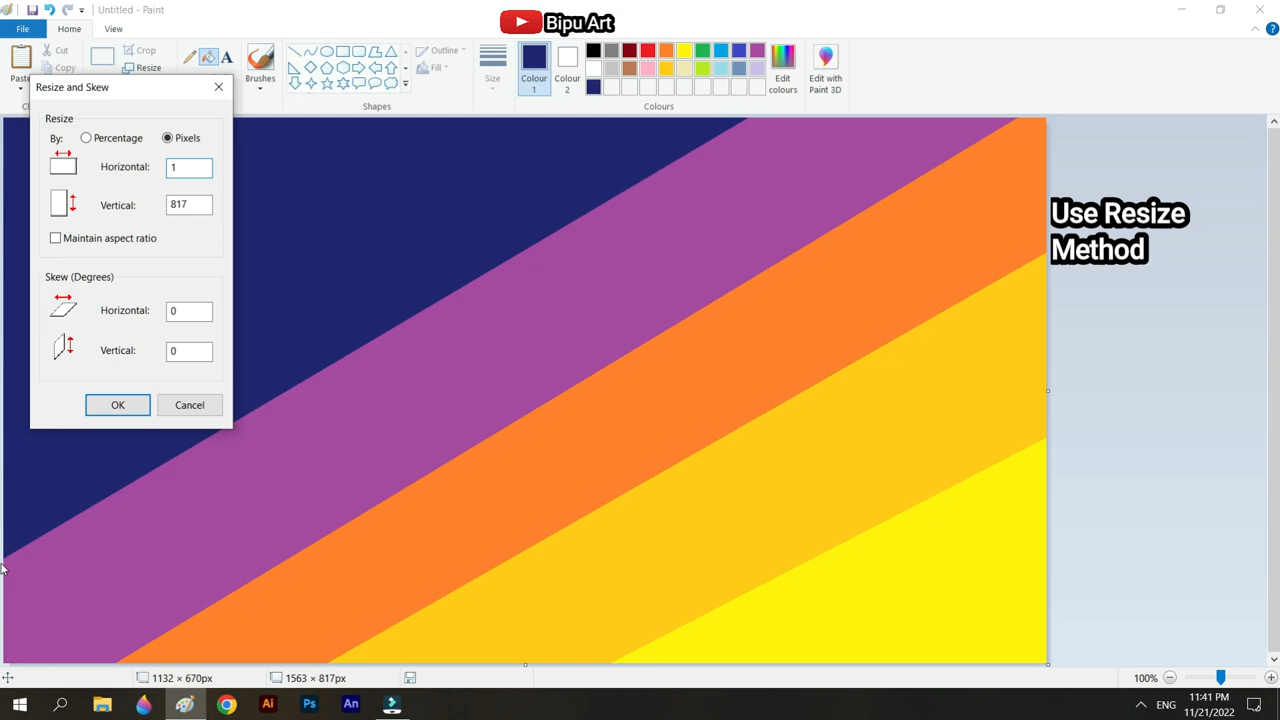 Untitled - Paint
Bipu Art
File
Home
View
Paste
Cut
Copy
Crop
Resize
A
Brushes
Shapes
Outline
Fill
Size
Colour
1
Colour
2
Edit
colours
Edit with
Paint 3D
Colours
Resize and Skew
Resize
By:
Percentage
Pixels
Horizontal:
1
Vertical:
817
Maintain aspect ratio
Skew (Degrees)
Horizontal:
0
Vertical:
0
OK
Cancel
Use Resize
Method
1132 × 670px
1563 × 817px
100%
Ai
Ps
An
ENG
11:41 PM
11/21/2022